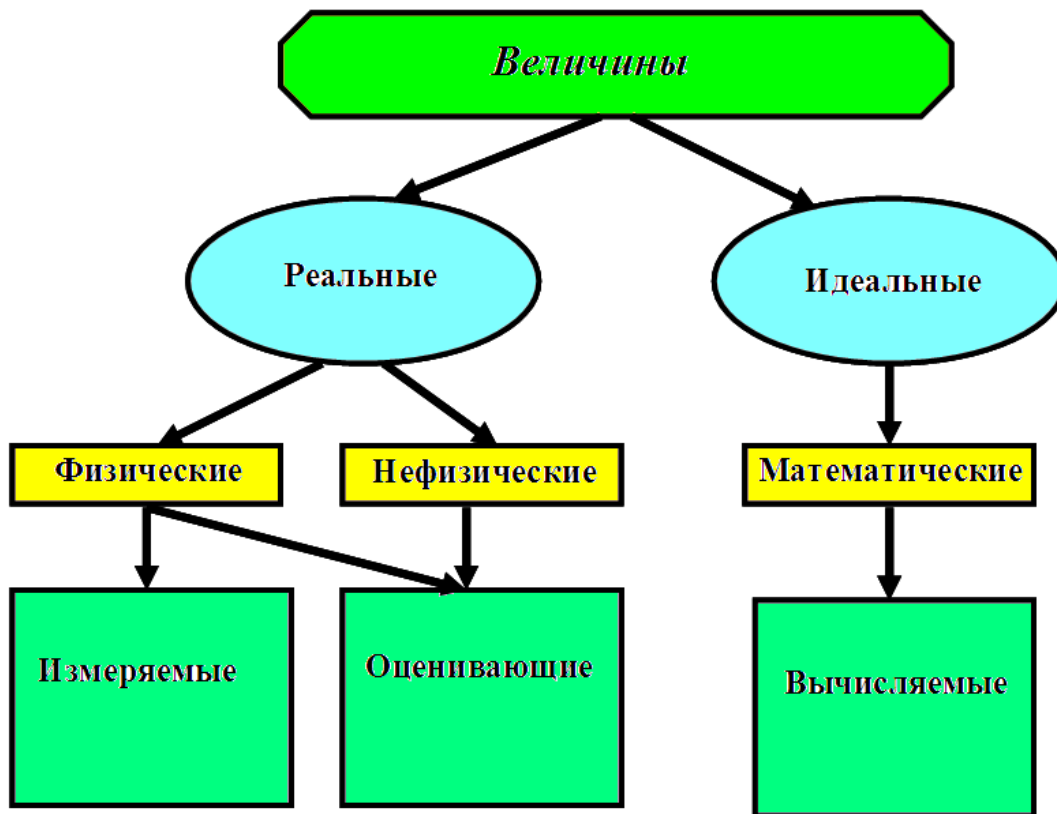 Величины
Реальные
Идеальные
Физические
Нефизические
Математические
Измеряемые
Оценивающие
Вычисляемые